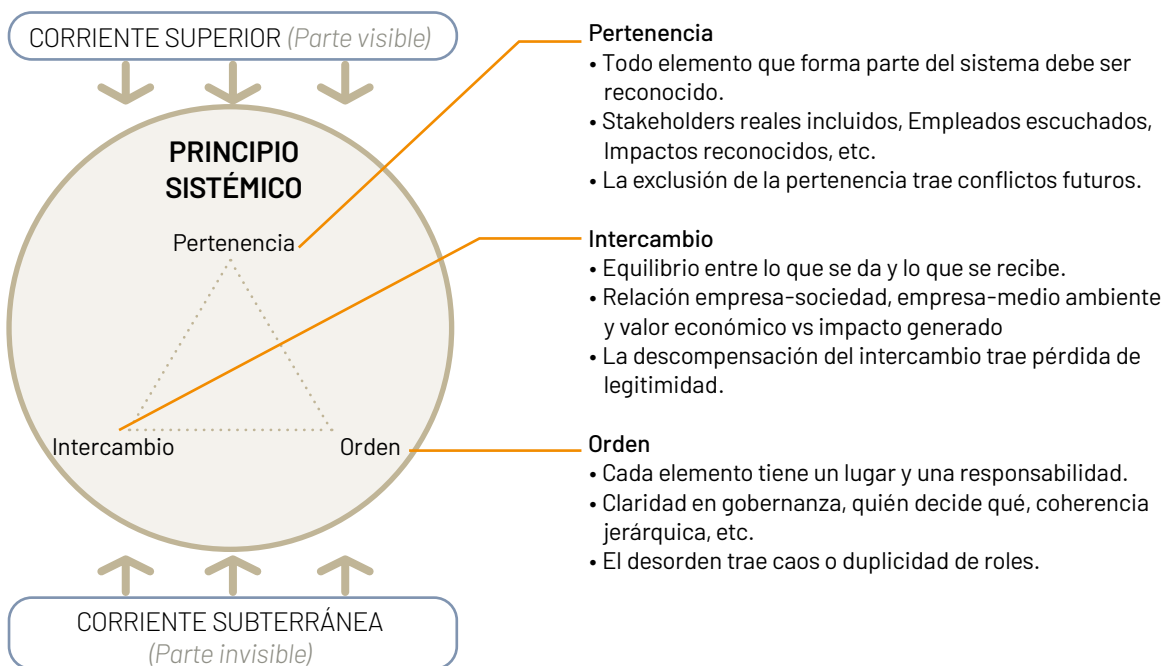 CORRIENTE SUPERIOR (Parte visible)
PRINCIPIO
SISTÉMICO
Pertenencia
Intercambio
Orden
CORRIENTE SUBTERRÁNEA
(Parte invisible)
Pertenencia
• Todo elemento que forma parte del sistema debe ser
reconocido.
• Stakeholders reales incluidos, Empleados escuchados,
Impactos reconocidos, etc.
• La exclusión de la pertenencia trae conflictos futuros.
Intercambio
• Equilibrio entre lo que se da y lo que se recibe.
• Relación empresa-sociedad, empresa-medio ambiente
y valor económico vs impacto generado
• La descompensación del intercambio trae pérdida de
legitimidad.
Orden
• Cada elemento tiene un lugar y una responsabilidad.
• Claridad en gobernanza, quién decide qué, coherencia
jerárquica, etc.
• El desorden trae caos o duplicidad de roles.